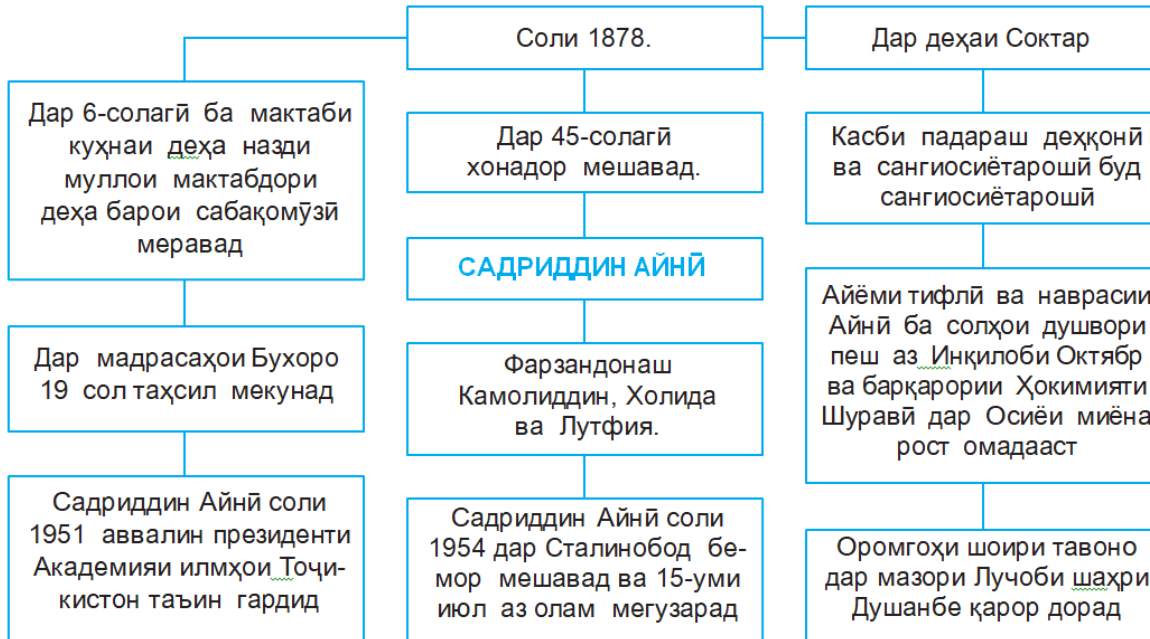 Соли 1878.
Дар деҳаи Соктар
Дар 6-солагӣ ба мактаби
куҳнаи деҳа назди
муллои мактабдори
деҳа барои сабақомӯзӣ
меравад
Дар мадрасаҳои Бухоро
19 сол таҳсил мекунад
Садриддин Айнӣ соли
1951 аввалин президенти
Академияи илмҳои Тоҷи-
кистон таъин гардид
Дар 45-солагӣ
хонадор мешавад.
САДРИДДИН АЙНӢ
Фарзандонаш
Камолиддин, Холида
ва Лутфия.
Садриддин Айнӣ соли
1954 дар Сталинобод бе-
мор мешавад ва 15-уми
июл аз олам мегузарад
Касби падараш деҳқонӣ
ва сангиосиётарошӣ буд
сангиосиётарошӣ
Айёми тифлӣ ва наврасии
Айнӣ ба солҳои душвори
пеш аз Инқилоби Октябр
ва барқарории Ҳокимияти
Шуравӣ дар Осиёи миёна
рост омадааст
Оромгоҳи шоири тавоно
дар мазори Лучоби шаҳри
Душанбе қарор дорад